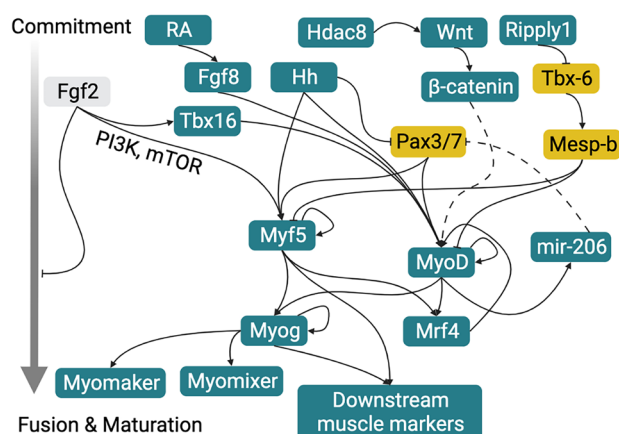 Commitment
RA
Hdac8
Wnt
Ripply1
Fgf8
Hh
β-catenin
Tbx-6
Fgf2
Tbx16
Pax3/7
Mesp-b
PI3K, mTOR
Myf5
MyoD
mir-206
Myog
Mrf4
Myomaker
Myomixer
Downstream
muscle markers
Fusion & Maturation